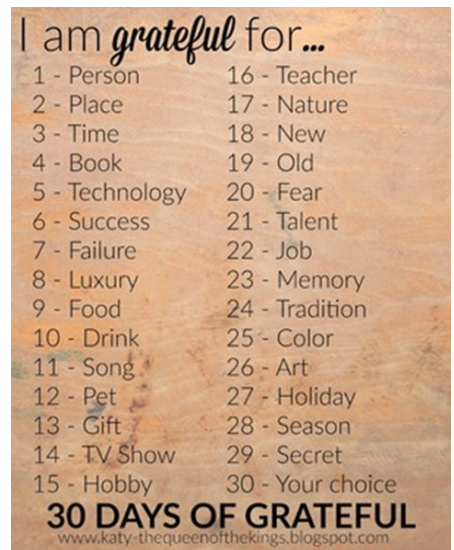 I am grateful for...
1 - Person
2 - Place
3 - Time
4 - Book
5 - Technology
6 - Success
7 - Failure
8 - Luxury
9 - Food
10 - Drink
11 - Song
12 - Pet
13 - Gift
14 - TV Show
15 - Hobby
16 - Teacher
17 - Nature
18 - New
19 - Old
20 - Fear
21 - Talent
22 - Job
23 - Memory
24 - Tradition
25 - Color
26 - Art
27 - Holiday
28 - Season
29 - Secret
30 - Your choice
30 DAYS OF GRATEFUL
www.katy-thequeenofthekings.blogspot.com